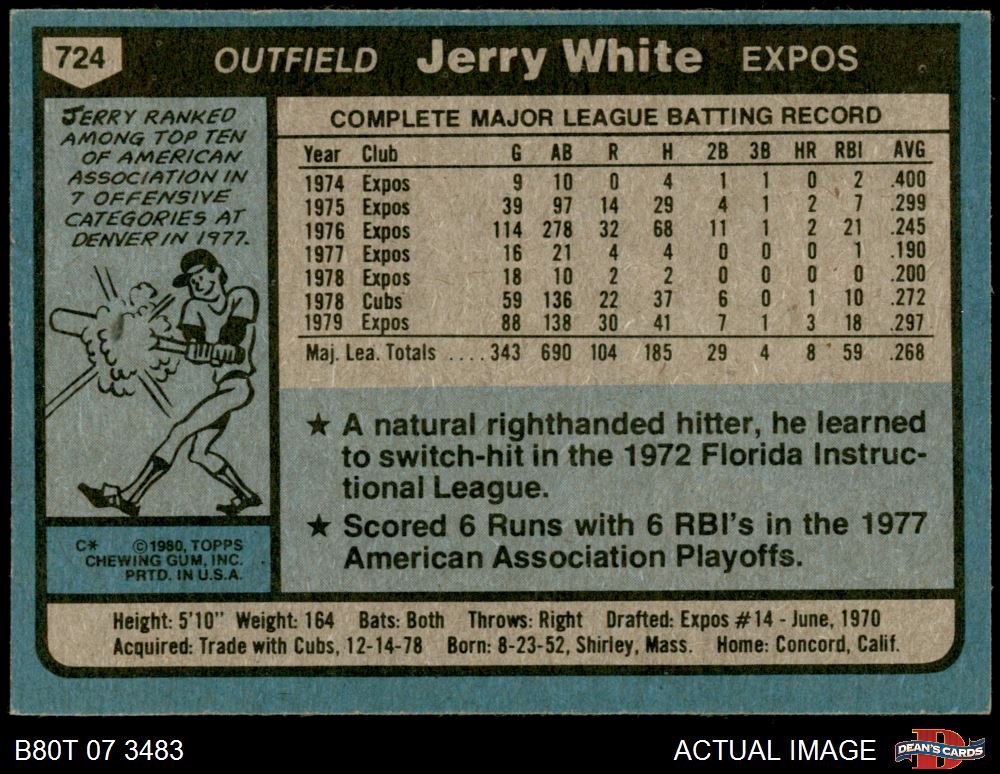 724
OUTFIELD Jerry White EXPOS
JERRY RANKED
AMONG TOP TEN
OF AMERICAN
ASSOCIATION IN
7 OFFENSIVE
CATEGORIES AT
DENVER IN 1977.
C* ©1980, TOPPS
CHEWING GUM, INC.
PRTD. IN U.S.A.
COMPLETE MAJOR LEAGUE BATTING RECORD
Year Club G AB R H 2B 3B HR RBI AVG
1974 Expos 9 10 0 4 1 1 0 2 .400
1975 Expos 39 97 14 29 4 1 2 7 .299
1976 Expos 114 278 32 68 11 1 2 21 .245
1977 Expos 16 21 4 4 0 0 0 1 .190
1978 Expos 18 10 2 2 0 0 0 0 .200
1978 Cubs 59 136 22 37 6 0 1 10 .272
1979 Expos 88 138 30 41 7 1 3 18 .297
Maj. Lea. Totals ....343 690 104 185 29 4 8 59 .268
★ A natural righthanded hitter, he learned
to switch-hit in the 1972 Florida Instruc-
tional League.
★ Scored 6 Runs with 6 RBI's in the 1977
American Association Playoffs.
Height: 5'10" Weight: 164 Bats: Both Throws: Right Drafted: Expos #14 - June, 1970
Acquired: Trade with Cubs, 12-14-78 Born: 8-23-52, Shirley, Mass. Home: Concord, Calif.
B80T 07 3483 ACTUAL IMAGE D DEAN'S CARDS